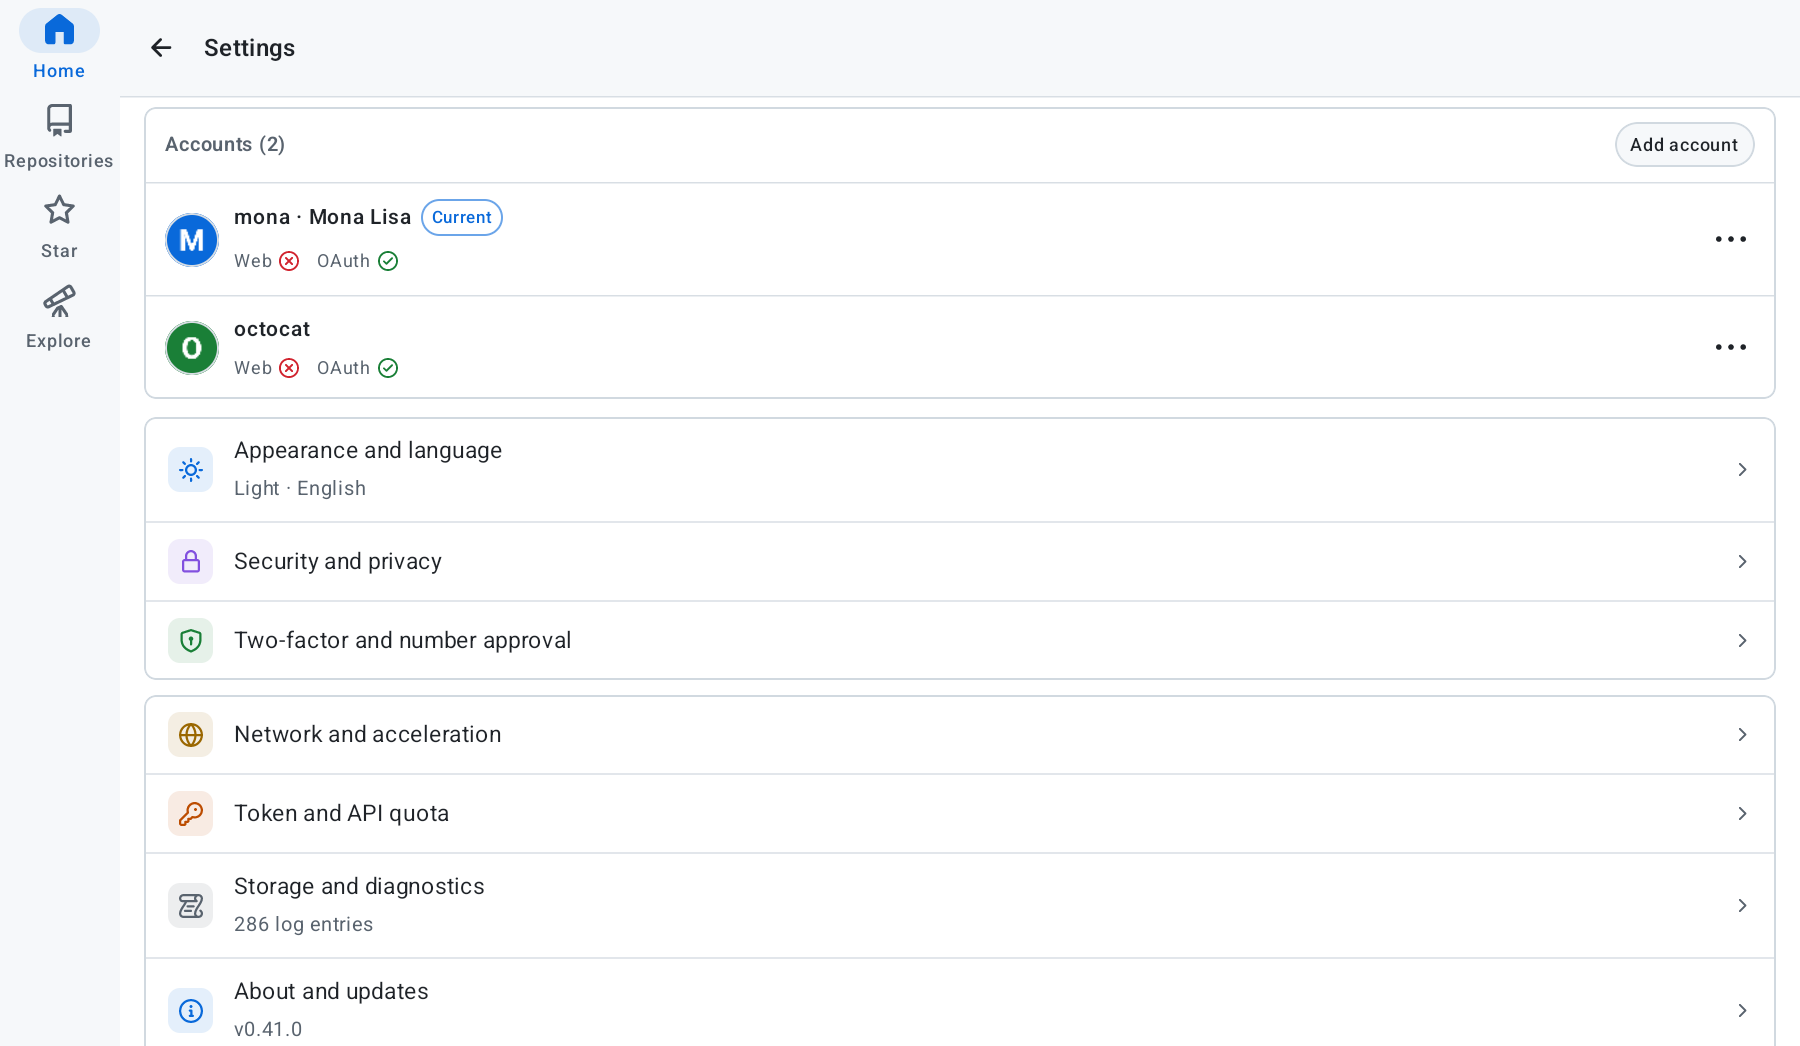 Home
Repositories
Star
Explore
Settings
Accounts (2)
Add account
M
mona · Mona Lisa
Current
Web
OAuth
O
octocat
Web
OAuth
Appearance and language
Light · English
Security and privacy
Two-factor and number approval
Network and acceleration
Token and API quota
Storage and diagnostics
286 log entries
About and updates
v0.41.0